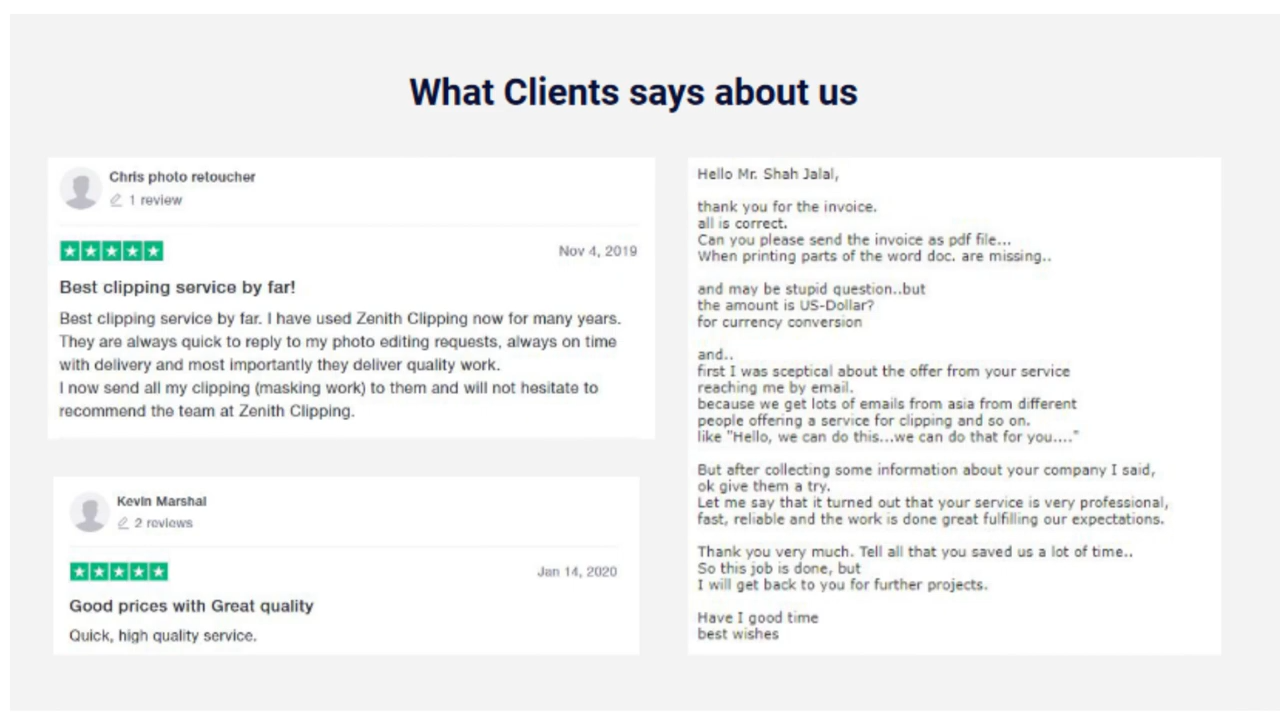 What Clients says about us
Chris photo retoucher
1 review
Nov 4, 2019
Best clipping service by far!
Best clipping service by far. I have used Zenith Clipping now for many years.
They are always quick to reply to my photo editing requests, always on time
with delivery and most importantly they deliver quality work.
I now send all my clipping (masking work) to them and will not hesitate to
recommend the team at Zenith Clipping.
Kevin Marshal
2 reviews
Jan 14, 2020
Good prices with Great quality
Quick, high quality service.
Hello Mr. Shah Jalal,
thank you for the invoice.
all is correct.
Can you please send the invoice as pdf file...
When printing parts of the word doc. are missing..
and may be stupid question..but
the amount is US-Dollar?
for currency conversion
and..
first I was sceptical about the offer from your service
reaching me by email.
because we get lots of emails from asia from different
people offering a service for clipping and so on.
like "Hello, we can do this...we can do that for you...."
But after collecting some information about your company I said,
ok give them a try.
Let me say that it turned out that your service is very professional,
fast, reliable and the work is done great fulfilling our expectations.
Thank you very much. Tell all that you saved us a lot of time..
So this job is done, but
I will get back to you for further projects.
Have I good time
best wishes